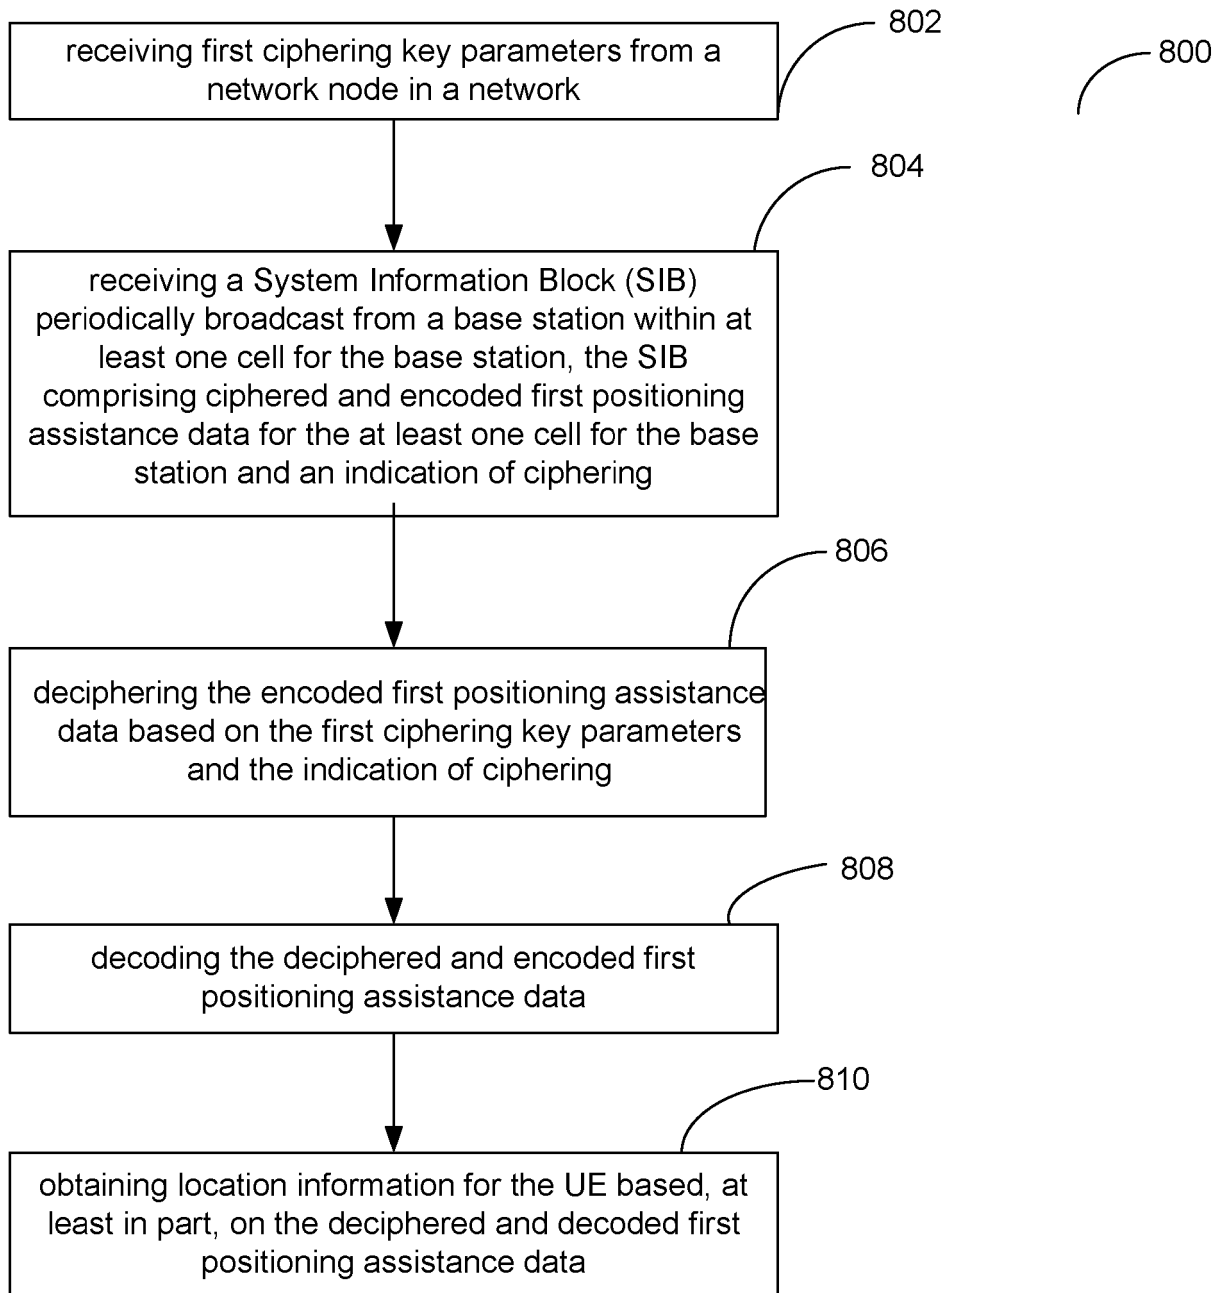 receiving first ciphering key parameters from a
network node in a network
802
800
804
receiving a System Information Block (SIB)
periodically broadcast from a base station within at
least one cell for the base station, the SIB
comprising ciphered and encoded first positioning
assistance data for the at least one cell for the base
station and an indication of ciphering
806
deciphering the encoded first positioning assistance
data based on the first ciphering key parameters
and the indication of ciphering
808
decoding the deciphered and encoded first
positioning assistance data
810
obtaining location information for the UE based, at
least in part, on the deciphered and decoded first
positioning assistance data